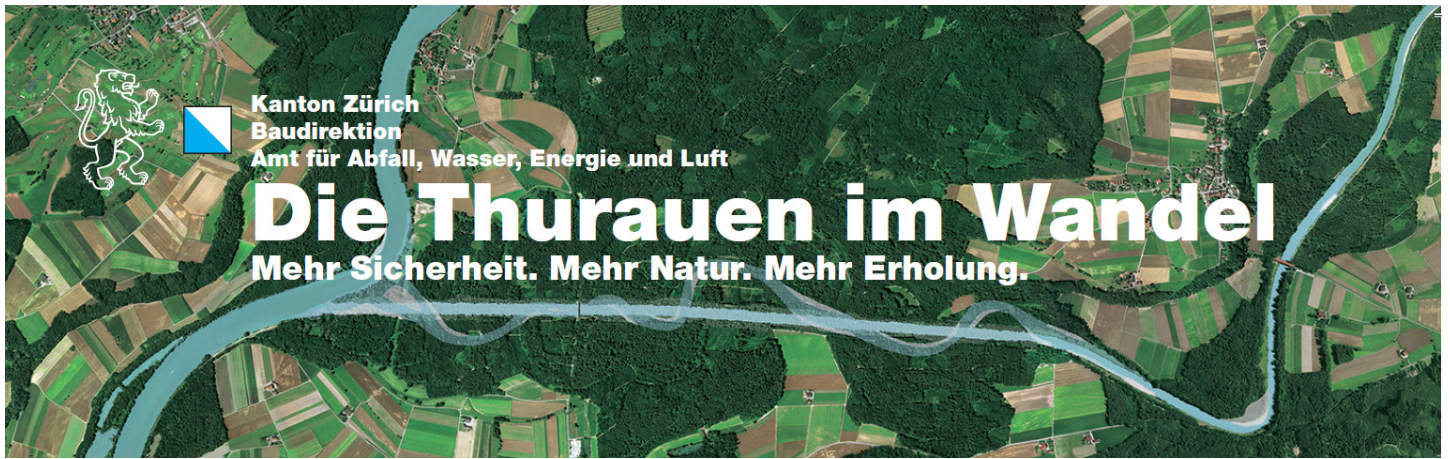 Kanton Zürich
Baudirektion
Amt für Abfall, Wasser, Energie und Luft
Die Thurauen im Wandel
Mehr Sicherheit. Mehr Natur. Mehr Erholung.